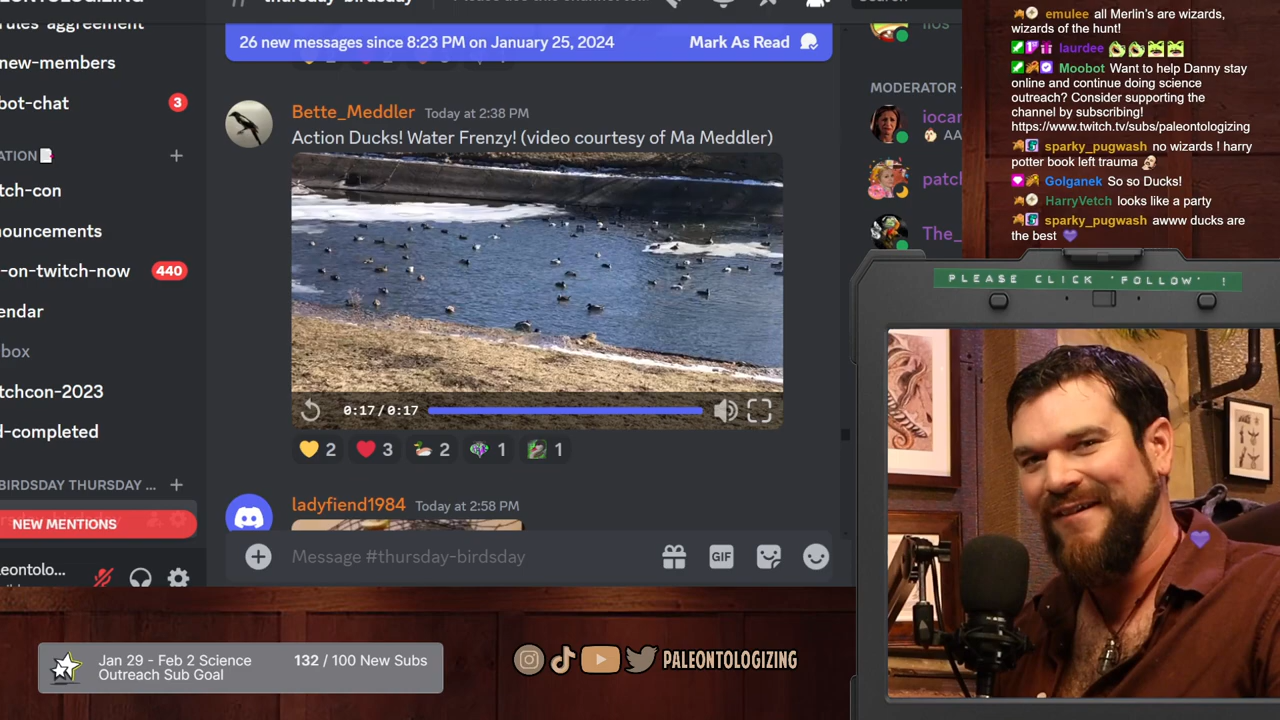 rules-agreement
new-members
bot-chat
3
tch-con
ouncements
-on-twitch-now
440
endar
box
tchcon-2023
d-completed
BIRDSDAY THURSDAY ...
NEW MENTIONS
26 new messages since 8:23 PM on January 25, 2024
Mark As Read
Bette_Meddler Today at 2:38 PM
Action Ducks! Water Frenzy! (video courtesy of Ma Meddler)
0:17/0:17
2 3 2 1 1
ladyfiend1984 Today at 2:58 PM
Message #thursday-birdsday
GIF
MODERATOR
iocar
AA
patch
The_
emulee all Merlin's are wizards,
wizards of the hunt!
laurdee
Moobot Want to help Danny stay
online and continue doing science
outreach? Consider supporting the
channel by subscribing!
https://www.twitch.tv/subs/paleontologizing
sparky_pugwash no wizards ! harry
potter book left trauma
Golganek So so Ducks!
HarryVetch looks like a party
sparky_pugwash awww ducks are
the best
PLEASE CLICK 'FOLLOW' !
Jan 29 - Feb 2 Science
Outreach Sub Goal
132 / 100 New Subs
PALEONTOLOGIZING